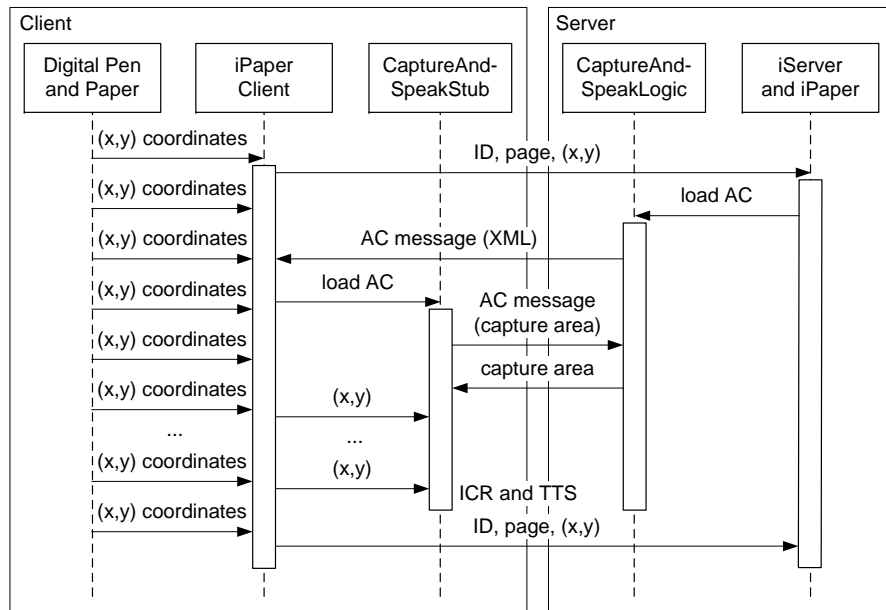 Client
Server
Digital Pen
and Paper
iPaper
Client
CaptureAnd-
SpeakStub
CaptureAnd-
SpeakLogic
iServer
and iPaper
(x,y) coordinates
ID, page, (x,y)
(x,y) coordinates
load AC
(x,y) coordinates
AC message (XML)
(x,y) coordinates
load AC
AC message
(capture area)
(x,y) coordinates
capture area
(x,y) coordinates
(x,y)
...
...
(x,y) coordinates
(x,y)
ICR and TTS
(x,y) coordinates
ID, page, (x,y)